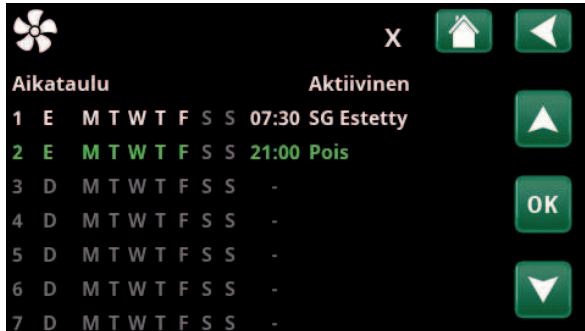 X
Aikataulu Aktiivinen
1 E M T W T F S S 07:30 SG Estetty
2 E M T W T F S S 21:00 Pois
3 D M T W T F S S -
4 D M T W T F S S -
OK
5 D M T W T F S S -
6 D M T W T F S S -
7 D M T W T F S S -